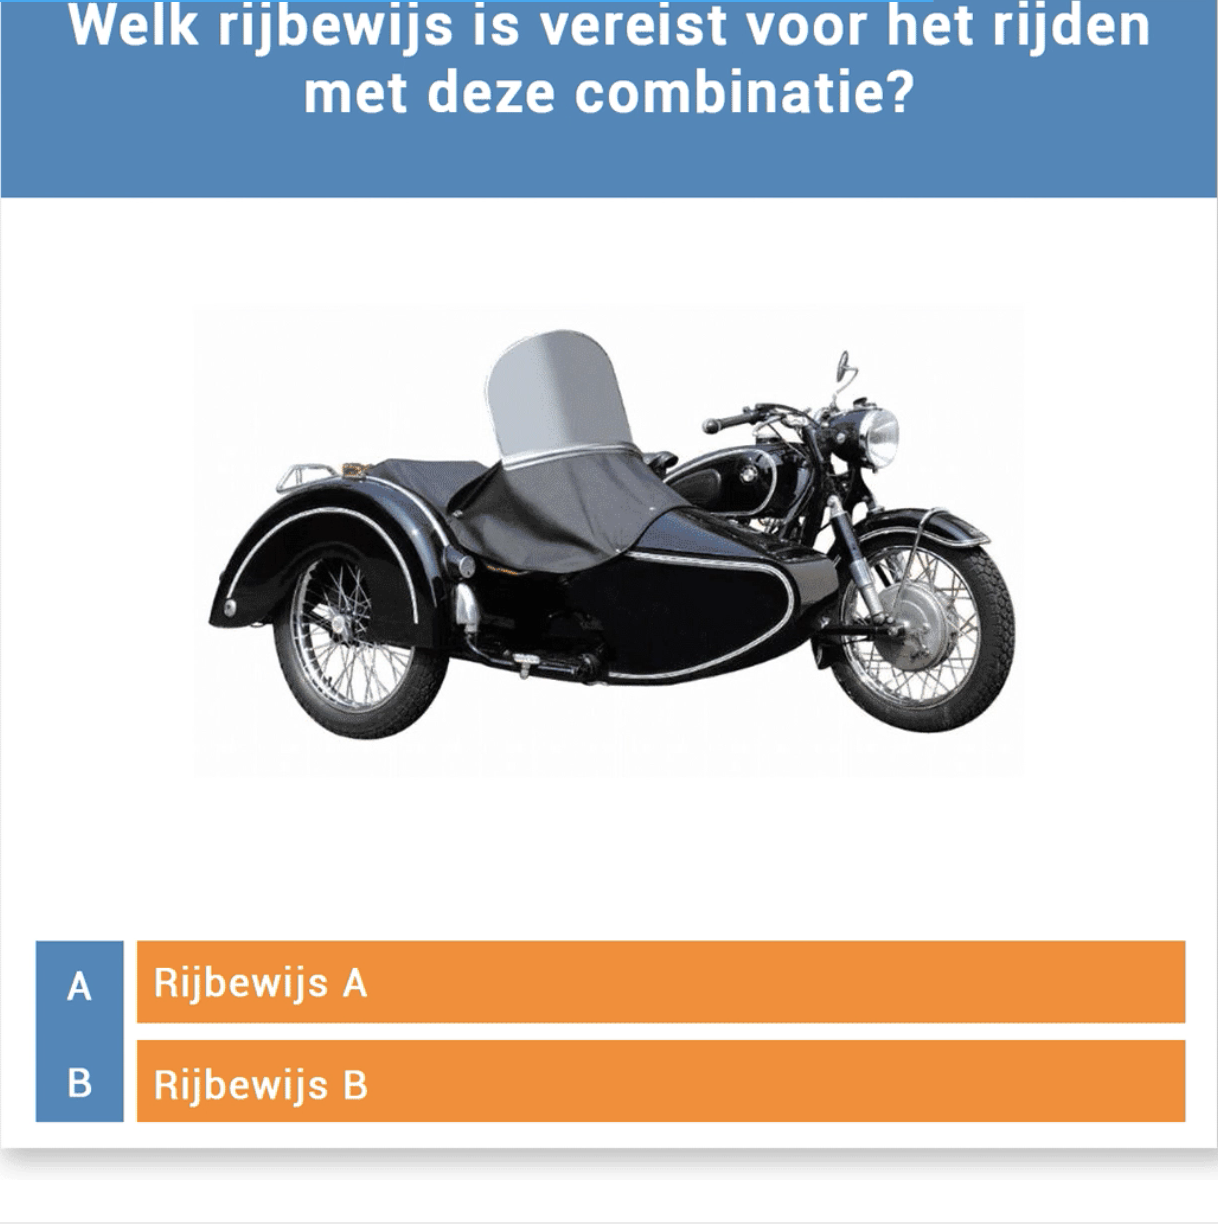 Welk rijbewijs is vereist voor het rijden
met deze combinatie?
A Rijbewijs A
B Rijbewijs B